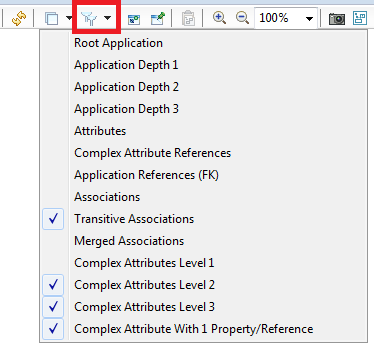 100%
Root Application
Application Depth 1
Application Depth 2
Application Depth 3
Attributes
Complex Attribute References
Application References (FK)
Associations
Transitive Associations
Merged Associations
Complex Attributes Level 1
Complex Attributes Level 2
Complex Attributes Level 3
Complex Attribute With 1 Property/Reference